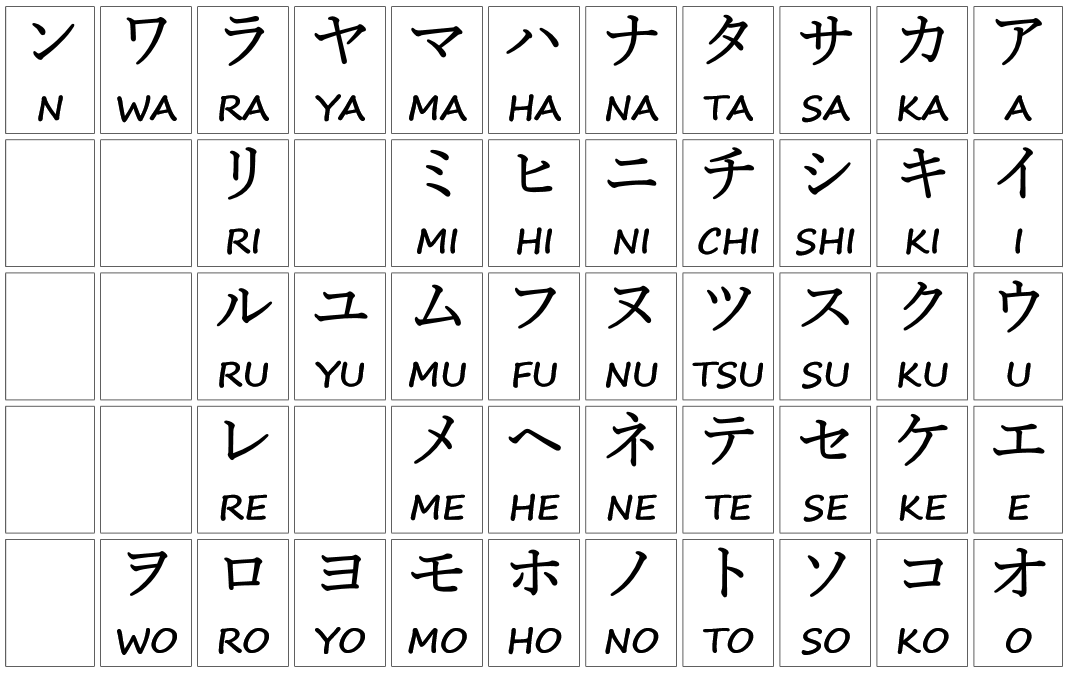 ン ワ ラ ヤ マ ハ ナ タ サ カ ア
N WA RA YA MA HA NA TA SA KA A
リ ミ ヒ ニ チ シ キ イ
RI MI HI NI CHI SHI KI I
ル ユ ム フ ヌ ツ ス ク ウ
RU YU MU FU NU TSU SU KU U
レ メ ヘ ネ テ セ ケ エ
RE ME HE NE TE SE KE E
ヲ ロ ヨ モ ホ ノ ト ソ コ オ
WO RO YO MO HO NO TO SO KO O